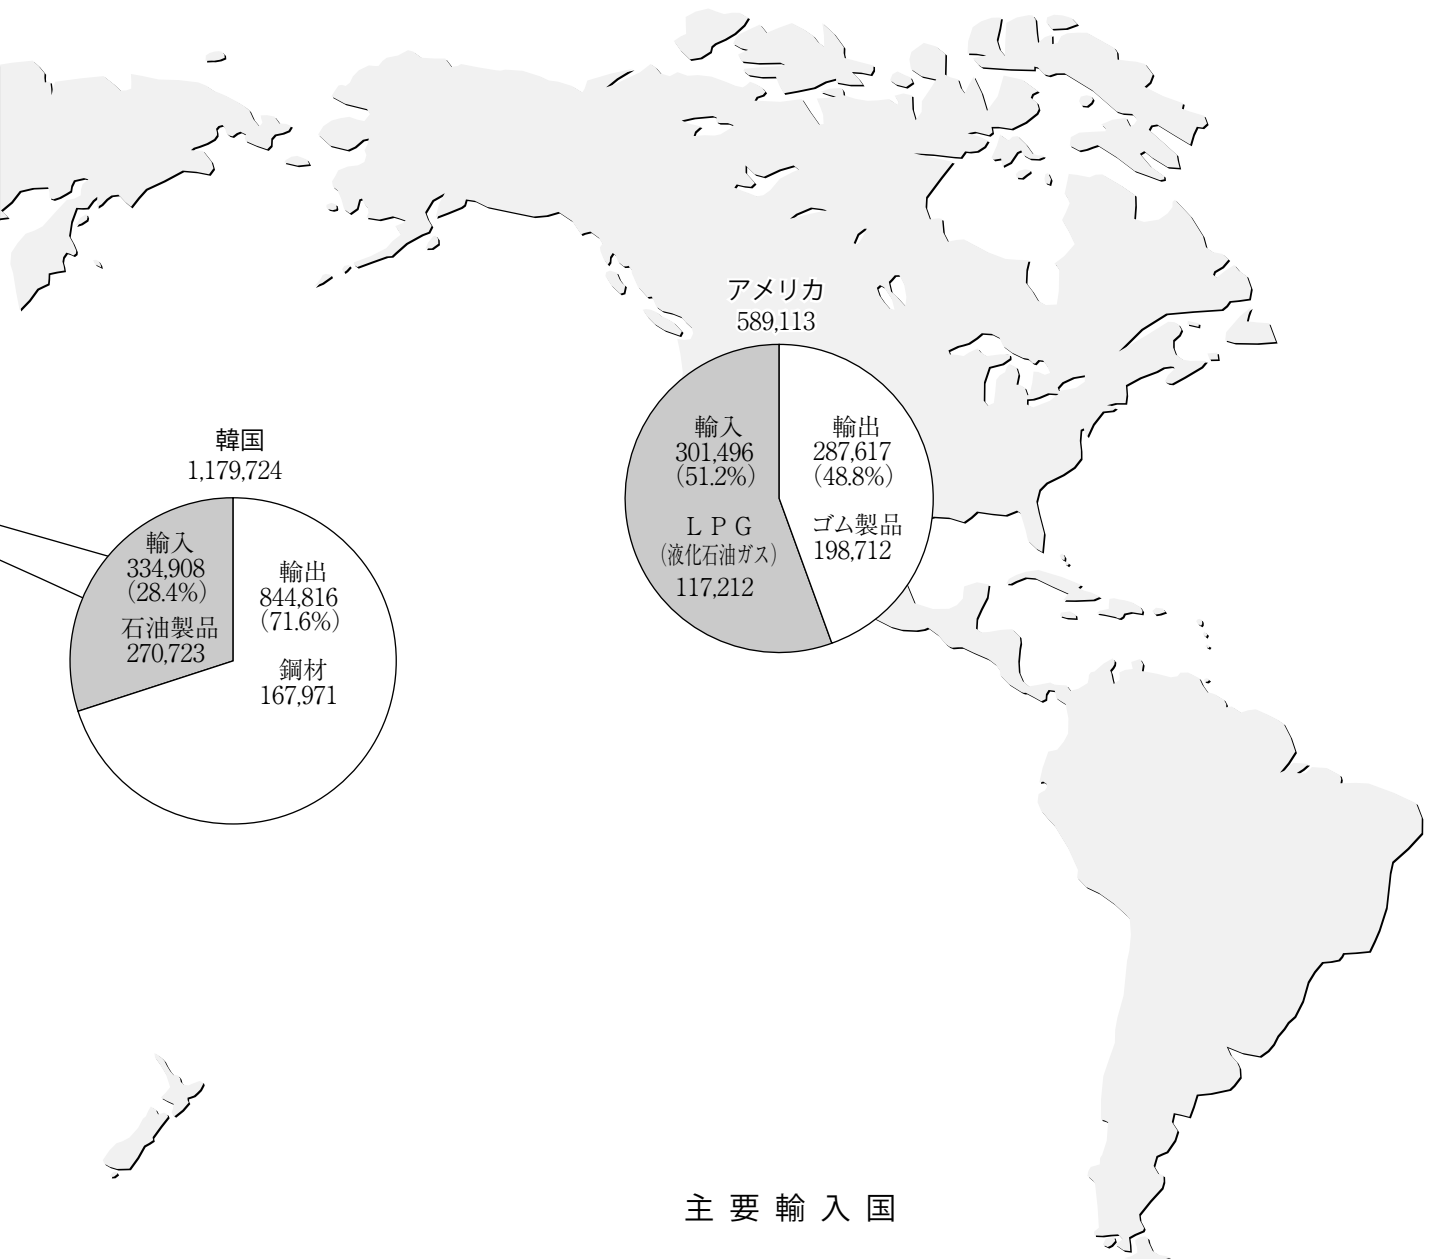 アメリカ
589,113
輸入
301,496
（51.2%）
ＬＰＧ
（液化石油ガス）
117,212
輸出
287,617
（48.8%）
ゴム製品
198,712
韓国
1,179,724
輸入
334,908
（28.4%）
石油製品
270,723
輸出
844,816
（71.6%）
鋼材
167,971
主要輸入国